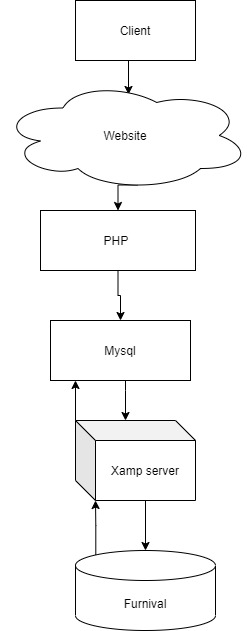 Client
Website
PHP
Mysql
Xamp server
Furnival